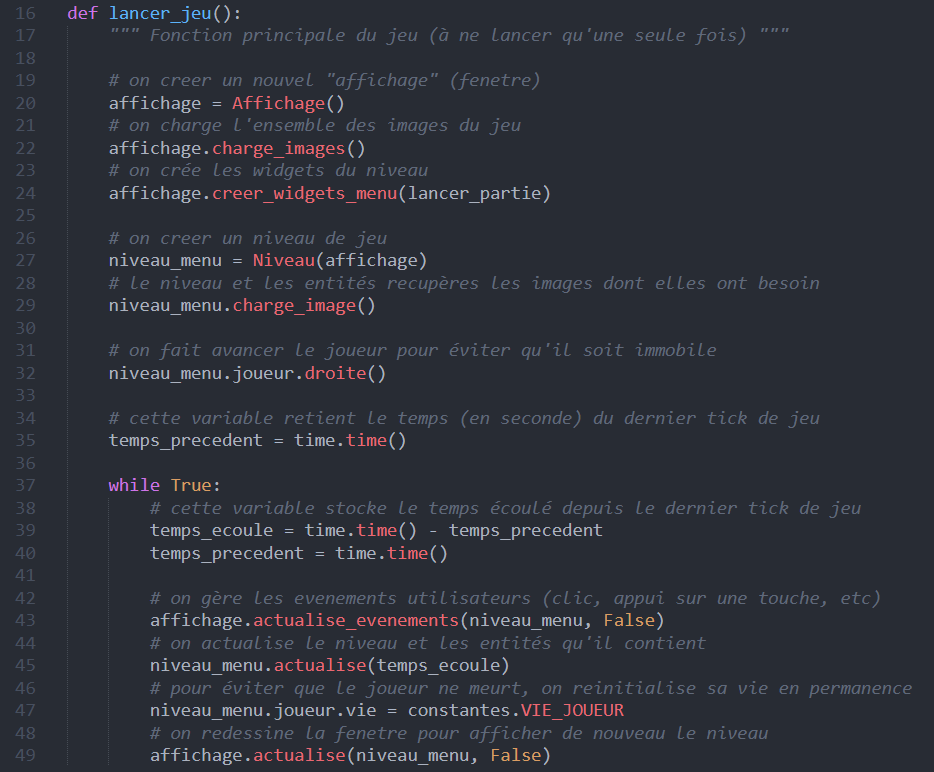 16 def lancer_jeu():
17     """ Fonction principale du jeu (à ne lancer qu'une seule fois) """
18
19     # on creer un nouvel "affichage" (fenetre)
20     affichage = Affichage()
21     # on charge l'ensemble des images du jeu
22     affichage.charge_images()
23     # on crée les widgets du niveau
24     affichage.creer_widgets_menu(lancer_partie)
25
26     # on creer un niveau de jeu
27     niveau_menu = Niveau(affichage)
28     # le niveau et les entités recupères les images dont elles ont besoin
29     niveau_menu.charge_image()
30
31     # on fait avancer le joueur pour éviter qu'il soit immobile
32     niveau_menu.joueur.droite()
33
34     # cette variable retient le temps (en seconde) du dernier tick de jeu
35     temps_precedent = time.time()
36
37     while True:
38         # cette variable stocke le temps écoulé depuis le dernier tick de jeu
39         temps_ecoule = time.time() - temps_precedent
40         temps_precedent = time.time()
41
42         # on gère les evenements utilisateurs (clic, appui sur une touche, etc)
43         affichage.actualise_evenements(niveau_menu, False)
44         # on actualise le niveau et les entités qu'il contient
45         niveau_menu.actualise(temps_ecoule)
46         # pour éviter que le joueur ne meurt, on reinitialise sa vie en permanence
47         niveau_menu.joueur.vie = constantes.VIE_JOUEUR
48         # on redessine la fenetre pour afficher de nouveau le niveau
49         affichage.actualise(niveau_menu, False)